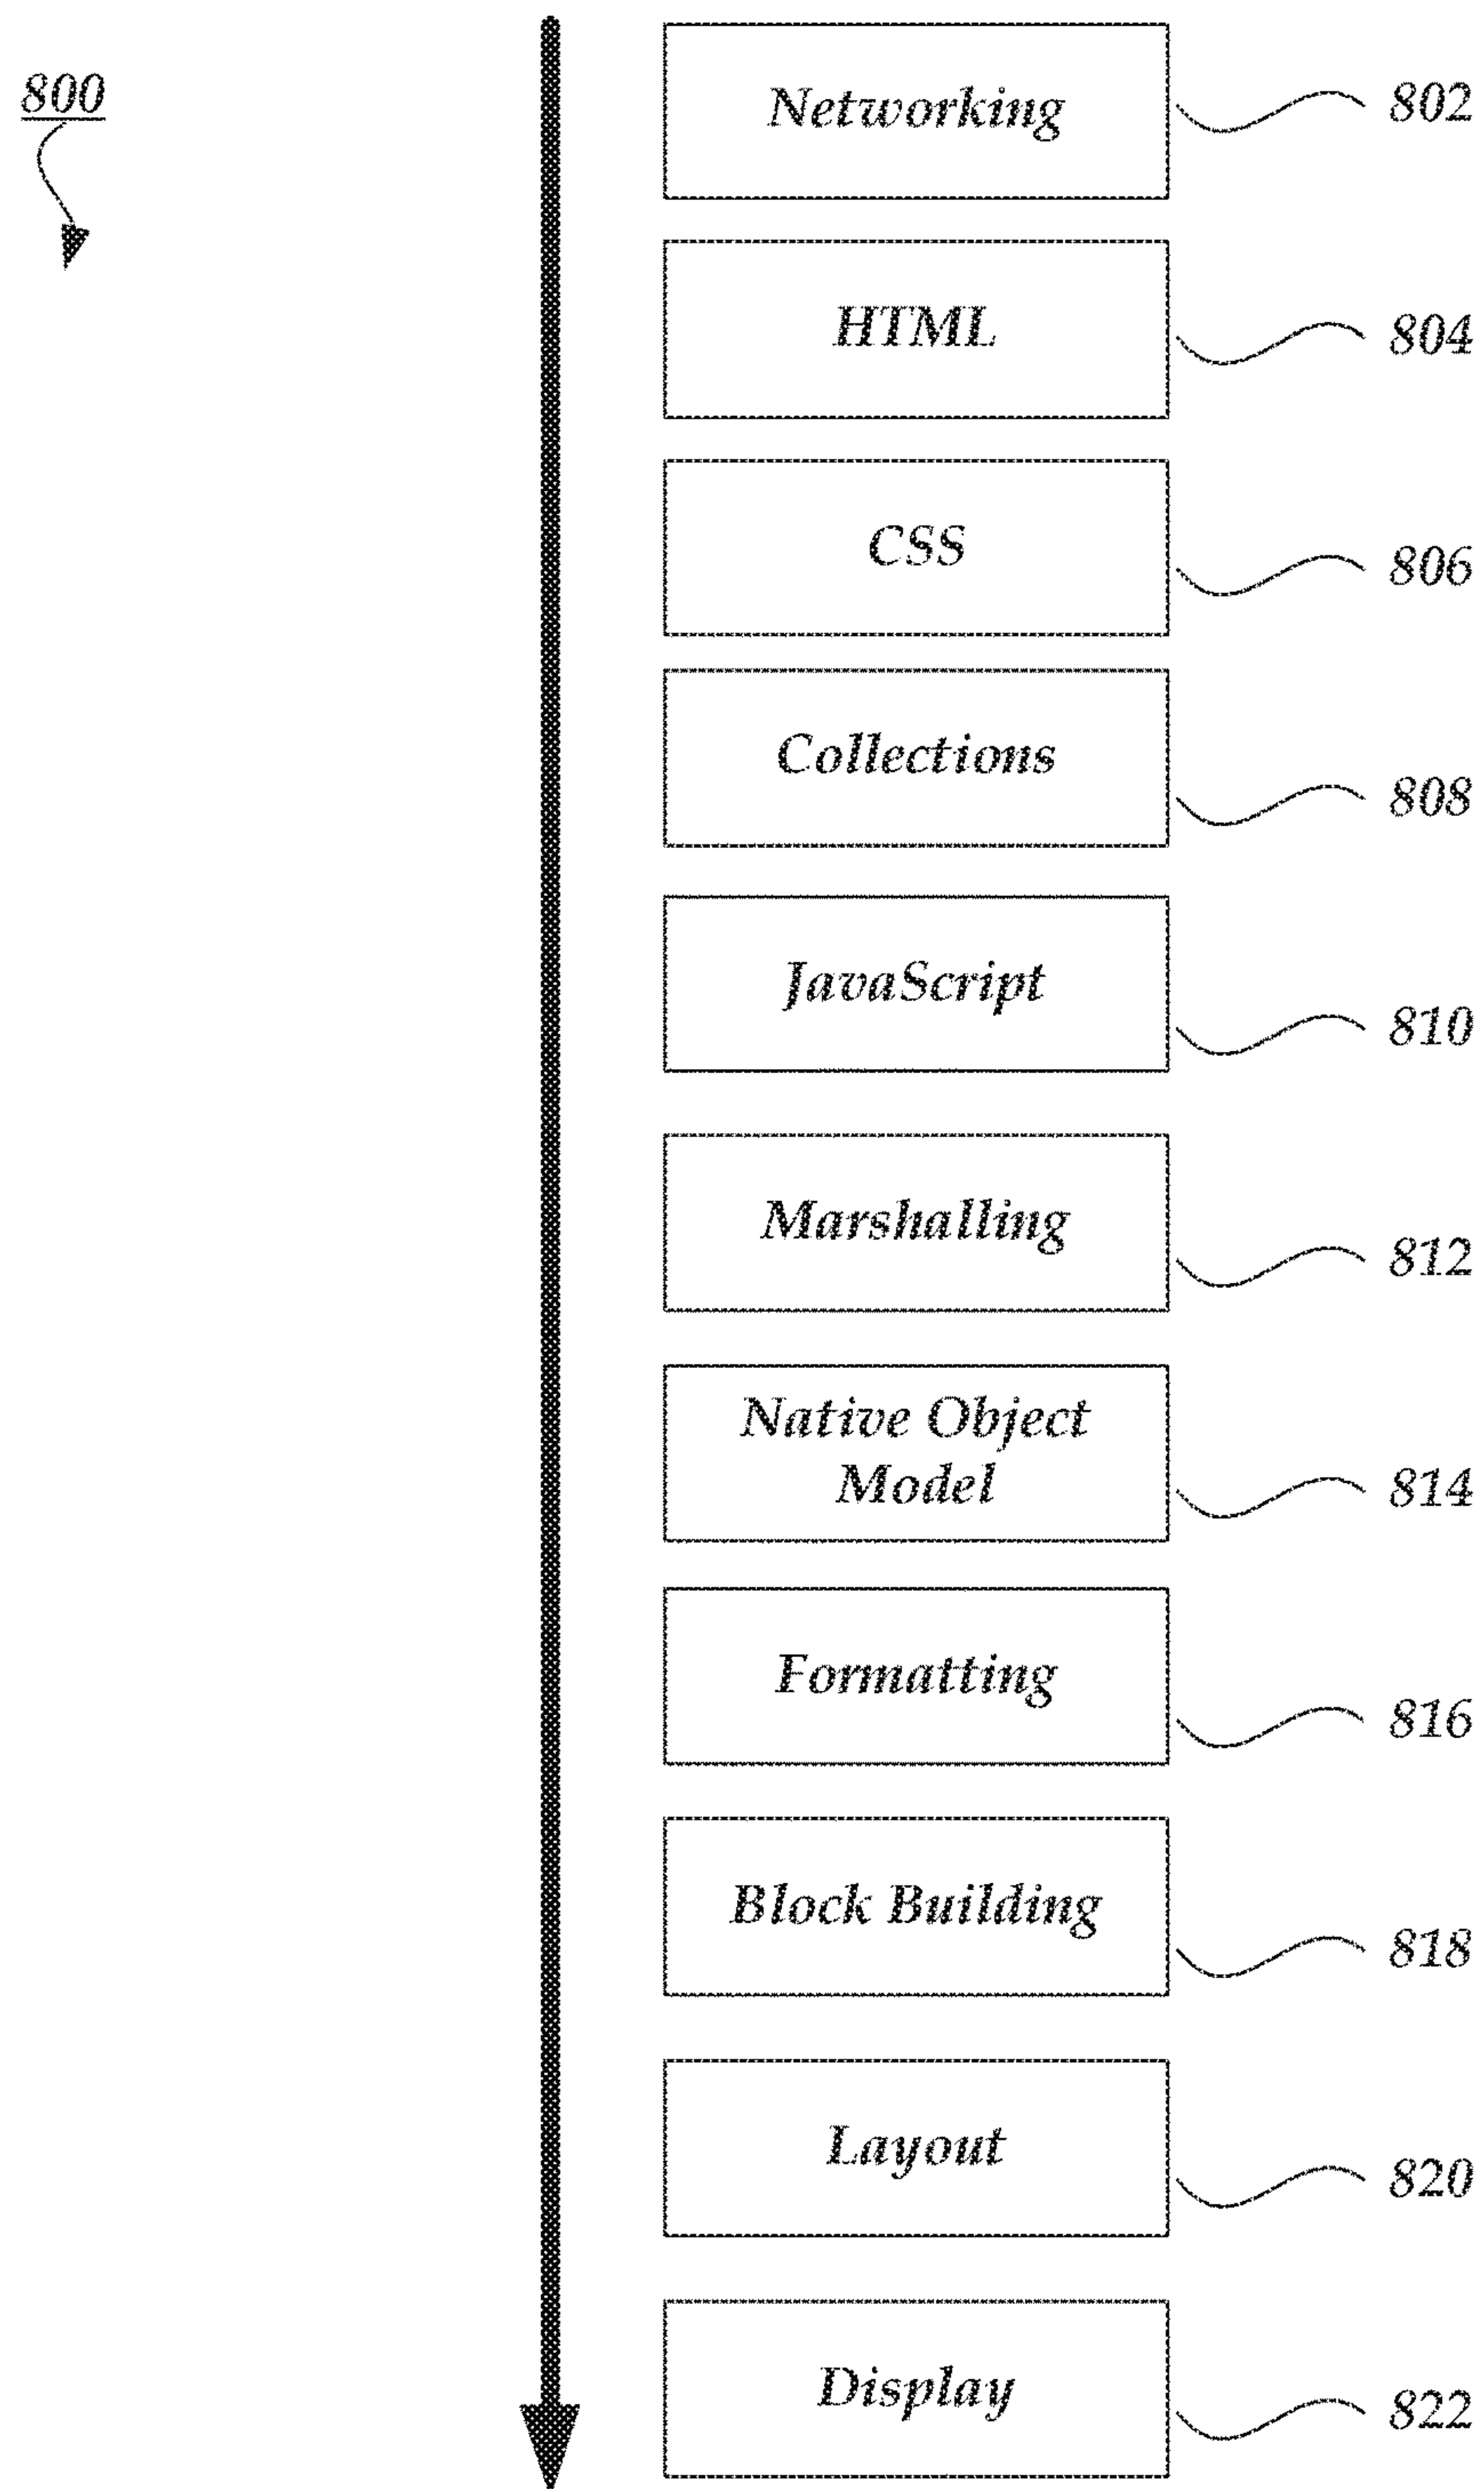 800
Networking 802
HTML 804
CSS 806
Collections 808
JavaScript 810
Marshalling 812
Native Object
Model 814
Formatting 816
Block Building 818
Layout 820
Display 822